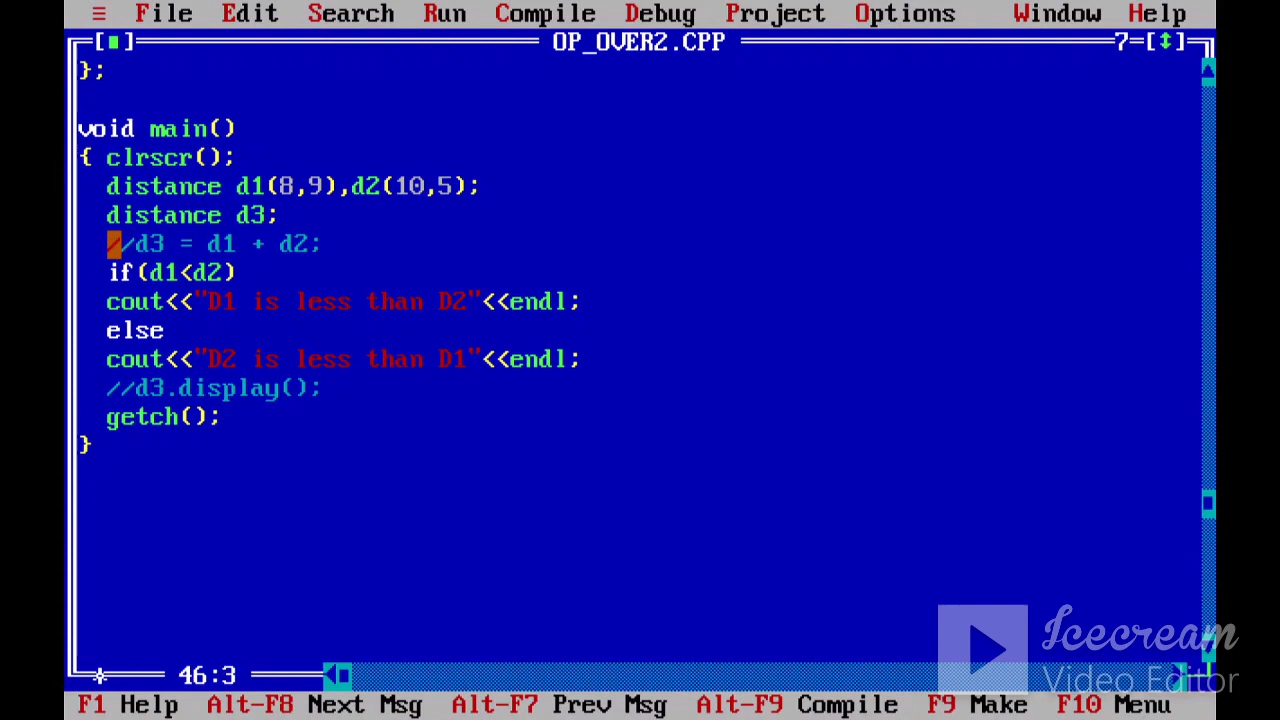 ≡ File Edit Search Run Compile Debug Project Options Window Help
[■] OP_OVER2.CPP 7=[↕]
};
void main()
{ clrscr();
distance d1(8,9),d2(10,5);
distance d3;
//d3 = d1 + d2;
if(d1<d2)
cout<<"D1 is less than D2"<<endl;
else
cout<<"D2 is less than D1"<<endl;
//d3.display();
getch();
}
46:3
F1 Help Alt-F8 Next Msg Alt-F7 Prev Msg Alt-F9 Compile F9 Make F10 Menu
Icecream
Video Editor